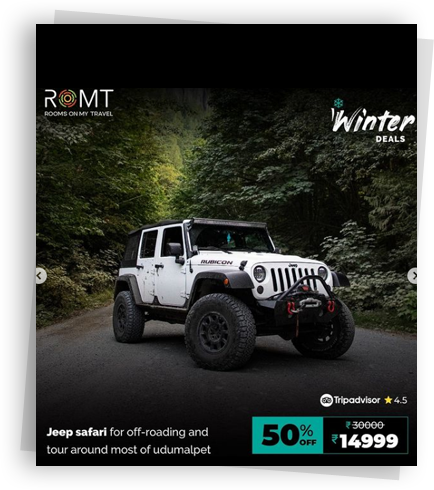 ROMT
ROOMS ON MY TRAVEL
Winter
DEALS
RUBICON
Tripadvisor 4.5
Jeep safari for off-roading and
tour around most of udumalpet
50% OFF
₹ 30000
₹ 14999